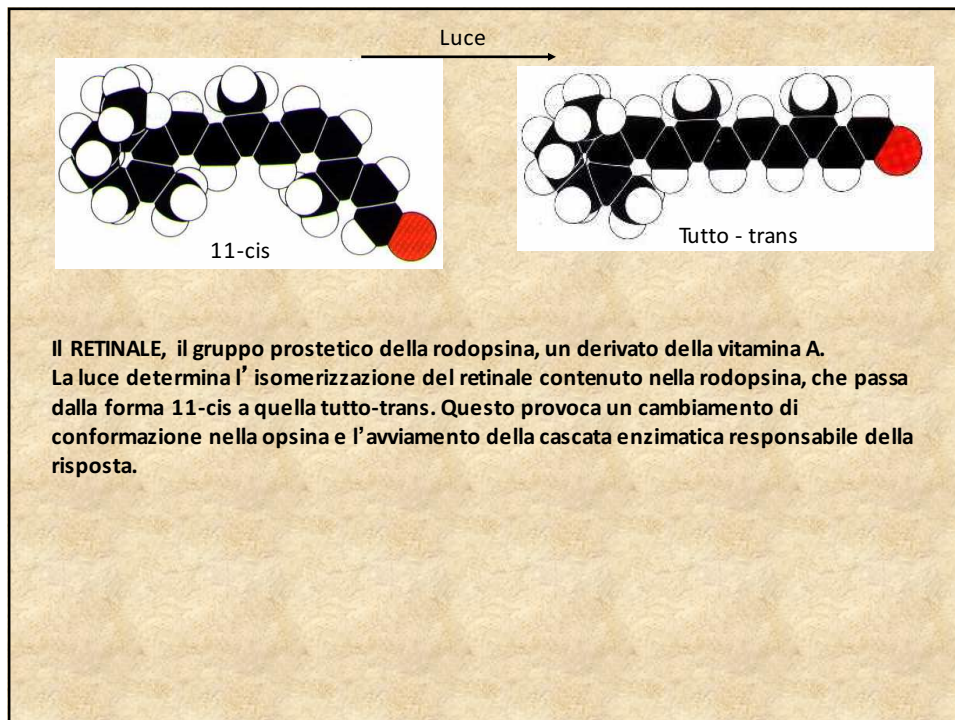 Luce
11-cis
Tutto - trans
Il RETINALE, il gruppo prostetico della rodopsina, un derivato della vitamina A.
La luce determina l’ isomerizzazione del retinale contenuto nella rodopsina, che passa
dalla forma 11-cis a quella tutto-trans. Questo provoca un cambiamento di
conformazione nella opsina e l’avviamento della cascata enzimatica responsabile della
risposta.